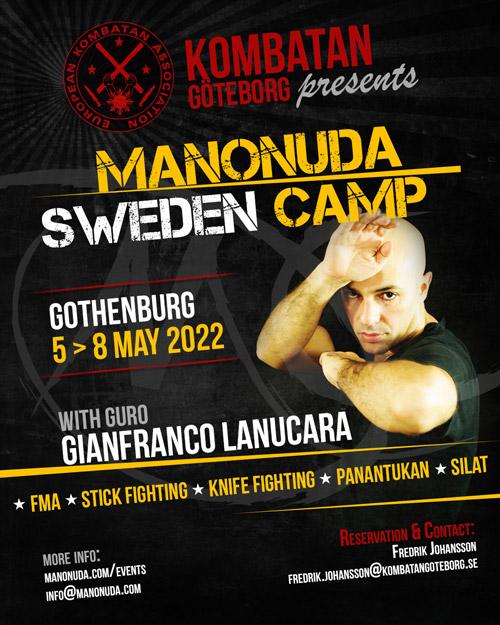 EUROPEAN KOMBATAN ASSOCIATION
KOMBATAN
GÖTEBORG presents
MANONUDA
SWEDEN CAMP
GOTHENBURG
5 > 8 MAY 2022
WITH GURO
GIANFRANCO LANUCARA
★ FMA ★ STICK FIGHTING ★ KNIFE FIGHTING ★ PANANTUKAN ★ SILAT
MORE INFO:
MANONUDA.COM/EVENTS
INFO@MANONUDA.COM
RESERVATION & CONTACT:
FREDRIK JOHANSSON
FREDRIK.JOHANSSON@KOMBATANGOTEBORG.SE